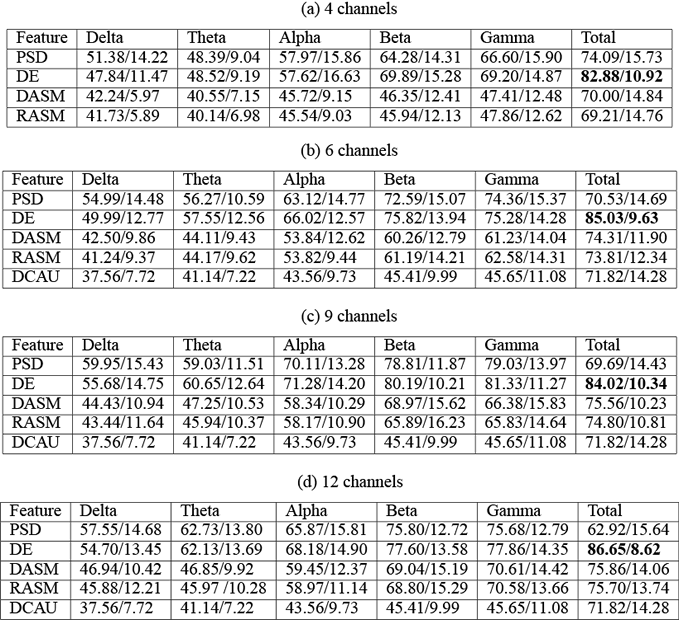 (a) 4 channels
Feature Delta Theta Alpha Beta Gamma Total
PSD 51.38/14.22 48.39/9.04 57.97/15.86 64.28/14.31 66.60/15.90 74.09/15.73
DE 47.84/11.47 48.52/9.19 57.62/16.63 69.89/15.28 69.20/14.87 82.88/10.92
DASM 42.24/5.97 40.55/7.15 45.72/9.15 46.35/12.41 47.41/12.48 70.00/14.84
RASM 41.73/5.89 40.14/6.98 45.54/9.03 45.94/12.13 47.86/12.62 69.21/14.76
(b) 6 channels
Feature Delta Theta Alpha Beta Gamma Total
PSD 54.99/14.48 56.27/10.59 63.12/14.77 72.59/15.07 74.36/15.37 70.53/14.69
DE 49.99/12.77 57.55/12.56 66.02/12.57 75.82/13.94 75.28/14.28 85.03/9.63
DASM 42.50/9.86 44.11/9.43 53.84/12.62 60.26/12.79 61.23/14.04 74.31/11.90
RASM 41.24/9.37 44.17/9.62 53.82/9.44 61.19/14.21 62.58/14.31 73.81/12.34
DCAU 37.56/7.72 41.14/7.22 43.56/9.73 45.41/9.99 45.65/11.08 71.82/14.28
(c) 9 channels
Feature Delta Theta Alpha Beta Gamma Total
PSD 59.95/15.43 59.03/11.51 70.11/13.28 78.81/11.87 79.03/13.97 69.69/14.43
DE 55.68/14.75 60.65/12.64 71.28/14.20 80.19/10.21 81.33/11.27 84.02/10.34
DASM 44.43/10.94 47.25/10.53 58.34/10.29 68.97/15.62 66.38/15.83 75.56/10.23
RASM 43.44/11.64 45.94/10.37 58.17/10.90 65.89/16.23 65.83/14.64 74.80/10.81
DCAU 37.56/7.72 41.14/7.22 43.56/9.73 45.41/9.99 45.65/11.08 71.82/14.28
(d) 12 channels
Feature Delta Theta Alpha Beta Gamma Total
PSD 57.55/14.68 62.73/13.80 65.87/15.81 75.80/12.72 75.68/12.79 62.92/15.64
DE 54.70/13.45 62.13/13.69 68.18/14.90 77.60/13.58 77.86/14.35 86.65/8.62
DASM 46.94/10.42 46.85/9.92 59.45/12.37 69.04/15.19 70.61/14.42 75.86/14.06
RASM 45.88/12.21 45.97 /10.28 58.97/11.14 68.80/15.29 70.58/13.66 75.70/13.74
DCAU 37.56/7.72 41.14/7.22 43.56/9.73 45.41/9.99 45.65/11.08 71.82/14.28